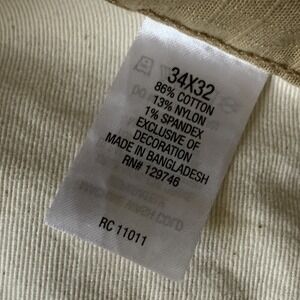 34X32
86% COTTON
13% NYLON
1% SPANDEX
EXCLUSIVE OF
DECORATION
MADE IN BANGLADESH
RN# 129746
RC 11011